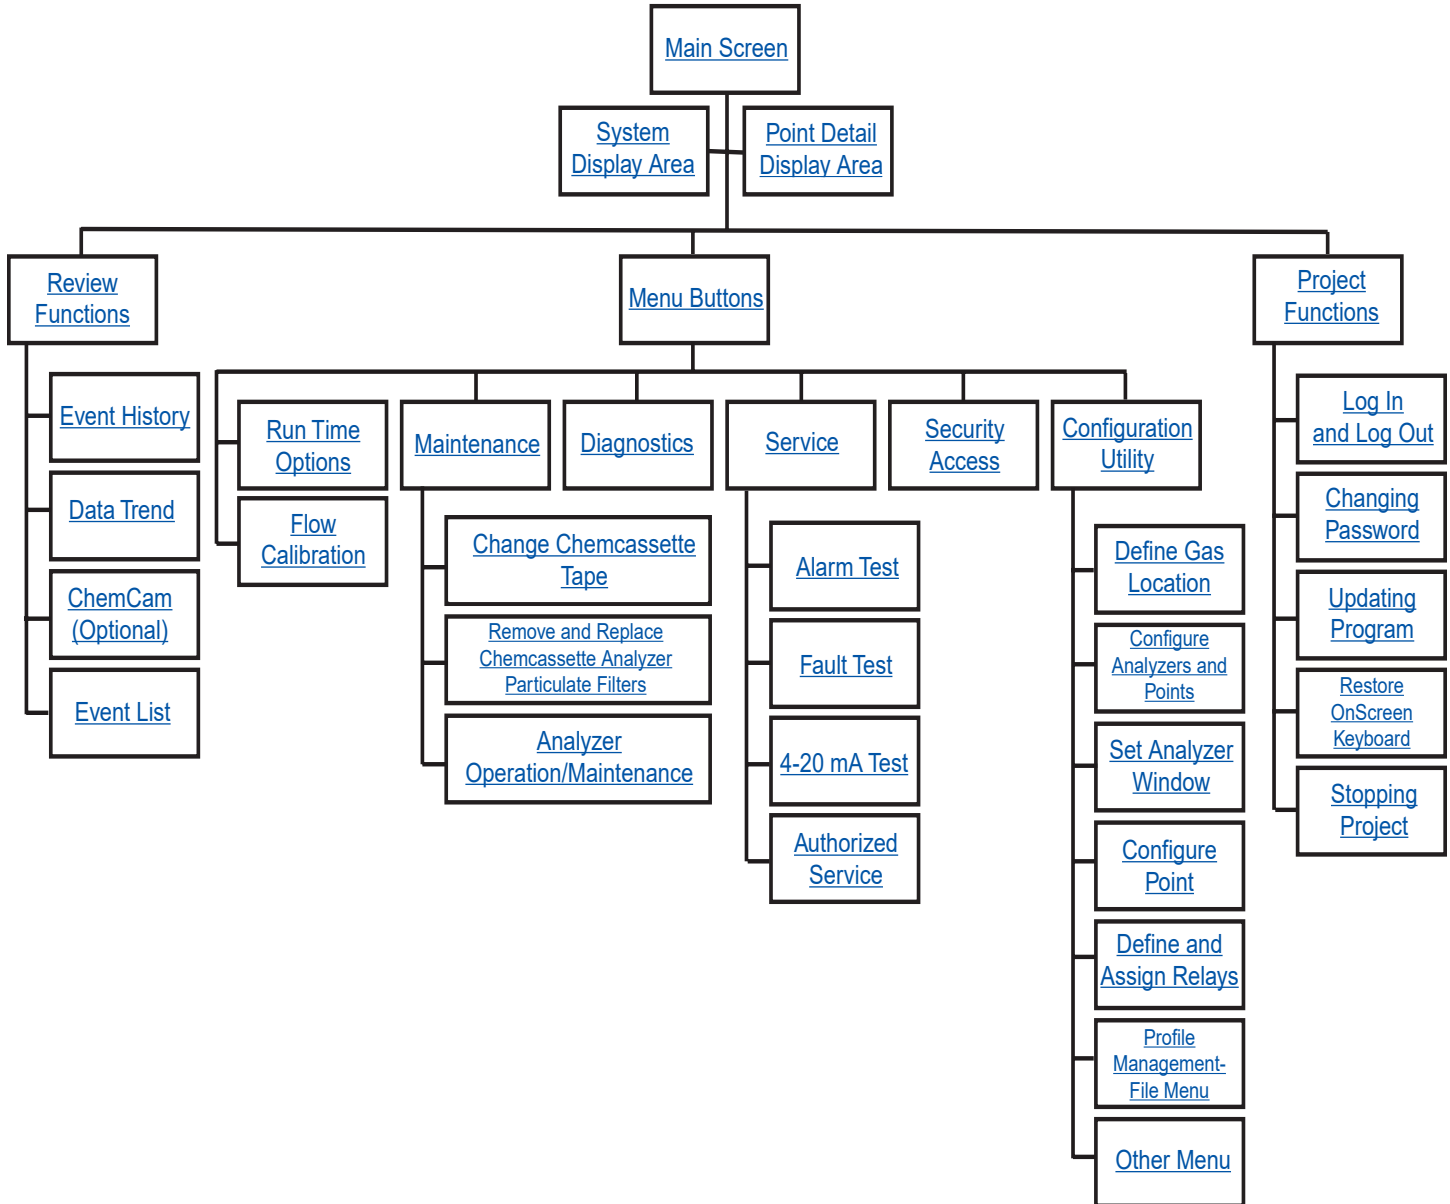 Main Screen
System
Display Area
Point Detail
Display Area
Review
Functions
Menu Buttons
Project
Functions
Event History
Data Trend
ChemCam
(Optional)
Event List
Run Time
Options
Flow
Calibration
Maintenance
Change Chemcassette
Tape
Remove and Replace
Chemcassette Analyzer
Particulate Filters
Analyzer
Operation/Maintenance
Diagnostics
Service
Alarm Test
Fault Test
4-20 mA Test
Authorized
Service
Security
Access
Configuration
Utility
Define Gas
Location
Configure
Analyzers and
Points
Set Analyzer
Window
Configure
Point
Define and
Assign Relays
Profile
Management-
File Menu
Other Menu
Log In
and Log Out
Changing
Password
Updating
Program
Restore
OnScreen
Keyboard
Stopping
Project